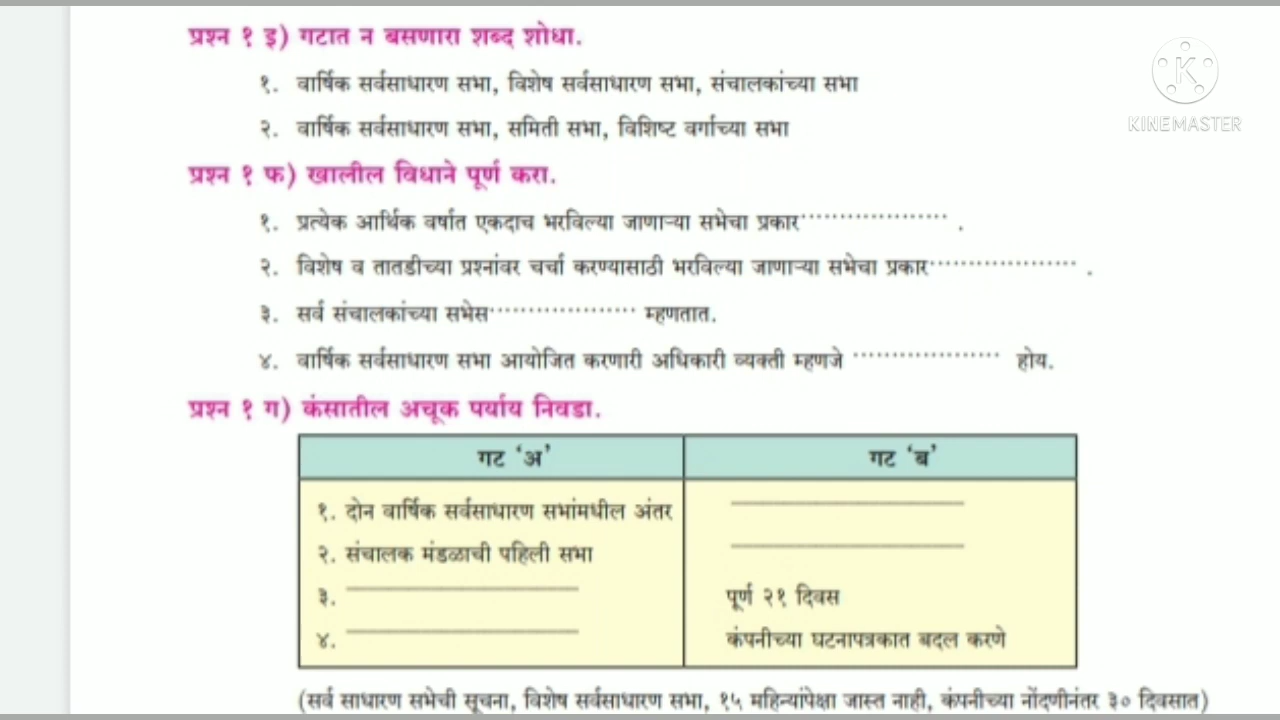 प्रश्न १ इ) गटात न बसणारा शब्द शोधा.
१. वार्षिक सर्वसाधारण सभा, विशेष सर्वसाधारण सभा, संचालकांच्या सभा
२. वार्षिक सर्वसाधारण सभा, समिती सभा, विशिष्ट वर्गाच्या सभा
KINEMASTER
प्रश्न १ फ) खालील विधाने पूर्ण करा.
१. प्रत्येक आर्थिक वर्षात एकदाच भरविल्या जाणाऱ्या सभेचा प्रकार ................... .
२. विशेष व तातडीच्या प्रश्नांवर चर्चा करण्यासाठी भरविल्या जाणाऱ्या सभेचा प्रकार ................... .
३. सर्व संचालकांच्या सभेस ................... म्हणतात.
४. वार्षिक सर्वसाधारण सभा आयोजित करणारी अधिकारी व्यक्ती म्हणजे ................... होय.
प्रश्न १ ग) कंसातील अचूक पर्याय निवडा.
गट ‘अ’ गट ‘ब’
१. दोन वार्षिक सर्वसाधारण सभांमधील अंतर
२. संचालक मंडळाची पहिली सभा
३. पूर्ण २१ दिवस
४. कंपनीच्या घटनापत्रकात बदल करणे
(सर्व साधारण सभेची सूचना, विशेष सर्वसाधारण सभा, १५ महिन्यांपेक्षा जास्त नाही, कंपनीच्या नोंदणीनंतर ३० दिवसात)